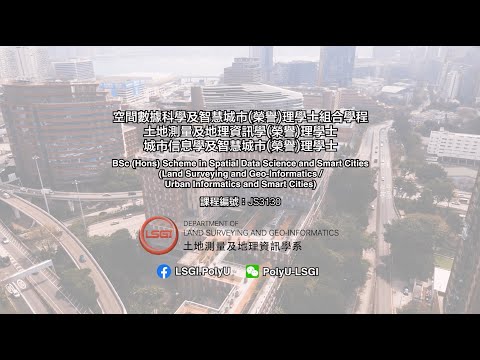 空間數據科學及智慧城市(榮譽)理學士組合學程
土地測量及地理資訊學(榮譽)理學士
城市信息學及智慧城市(榮譽)理學士
BSc (Hons) Scheme in Spatial Data Science and Smart Cities
(Land Surveying and Geo-Informatics /
Urban Informatics and Smart Cities)
課程編號：JS3130
LSGI
DEPARTMENT OF
LAND SURVEYING AND GEO-INFORMATICS
土地測量及地理資訊學系
LSGI.PolyU
PolyU-LSGI